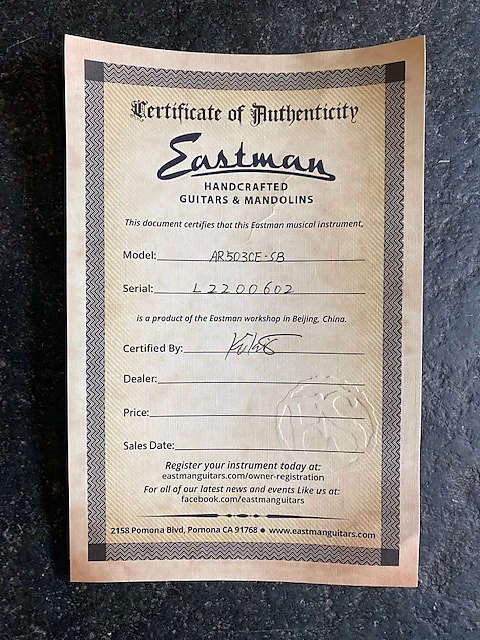 Certificate of Authenticity
Eastman
HANDCRAFTED
GUITARS & MANDOLINS
This document certifies that this Eastman musical instrument,
Model: AR503CE-SB
Serial: L2200602
is a product of the Eastman workshop in Beijing, China.
Certified By:
Dealer:
Price:
Sales Date:
Register your instrument today at:
eastmanguitars.com/owner-registration
For all of our latest news and events Like us at:
facebook.com/eastmanguitars
2158 Pomona Blvd, Pomona CA 91768 ● www.eastmanguitars.com